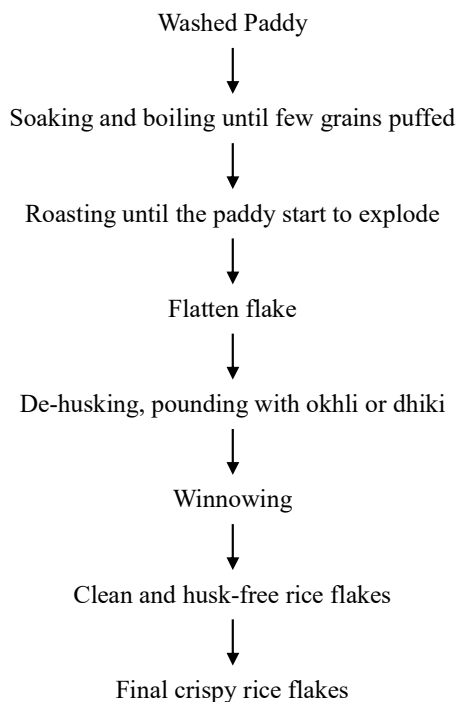 Washed Paddy
Soaking and boiling until few grains puffed
Roasting until the paddy start to explode
Flatten flake
De-husking, pounding with okhli or dhiki
Winnowing
Clean and husk-free rice flakes
Final crispy rice flakes